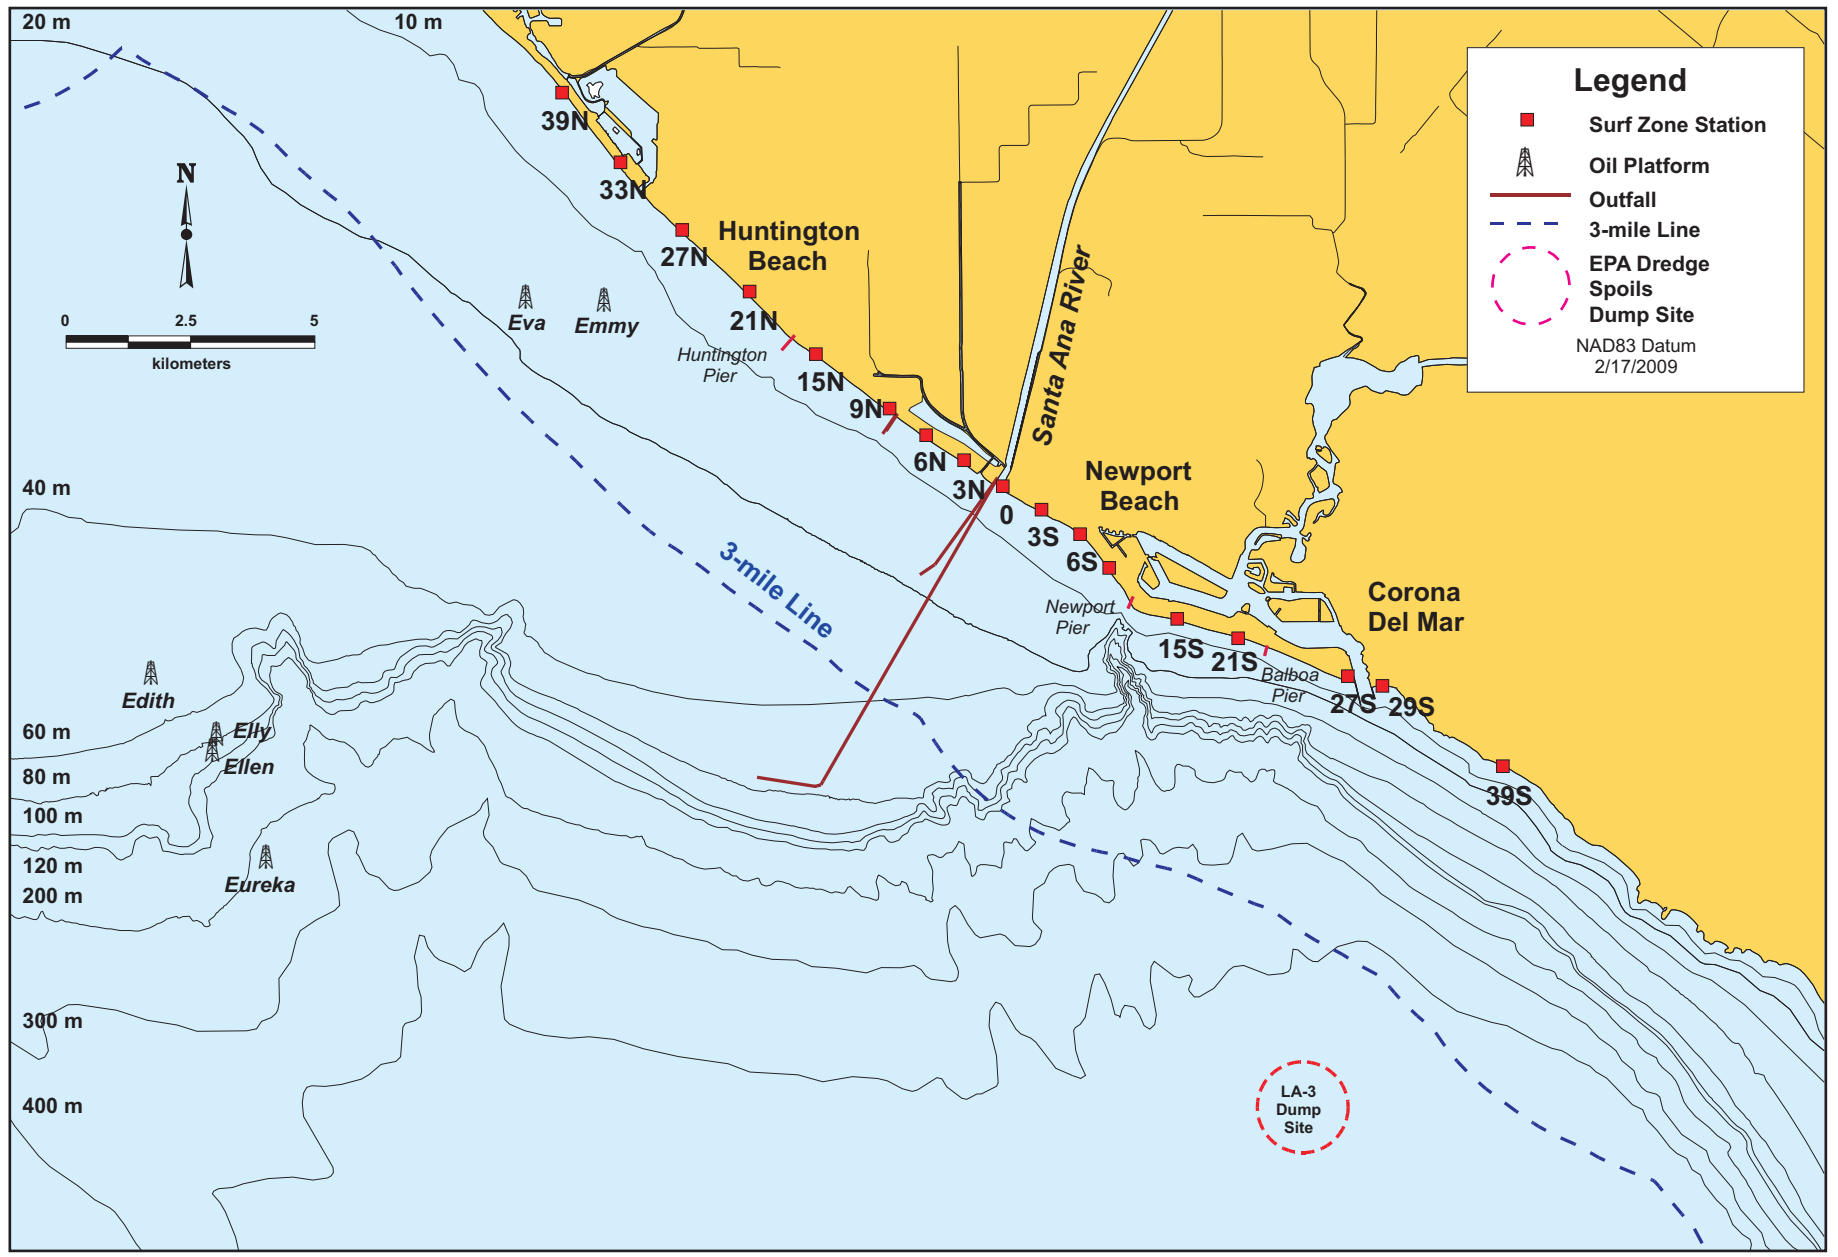 20 m
10 m
Legend
Surf Zone Station
Oil Platform
Outfall
3-mile Line
EPA Dredge
Spoils
Dump Site
NAD83 Datum
2/17/2009
39N
33N
N
27N
Huntington
Beach
21N
Eva
Emmy
0
2.5
5
kilometers
Huntington
Pier
15N
9N
Santa Ana River
6N
3N
Newport
Beach
40 m
0
3S
6S
3-mile Line
Newport
Pier
Corona
Del Mar
15S
21S
Balboa
Pier
27S
29S
Edith
60 m
Elly
Ellen
80 m
39S
100 m
120 m
Eureka
200 m
300 m
400 m
LA-3
Dump
Site